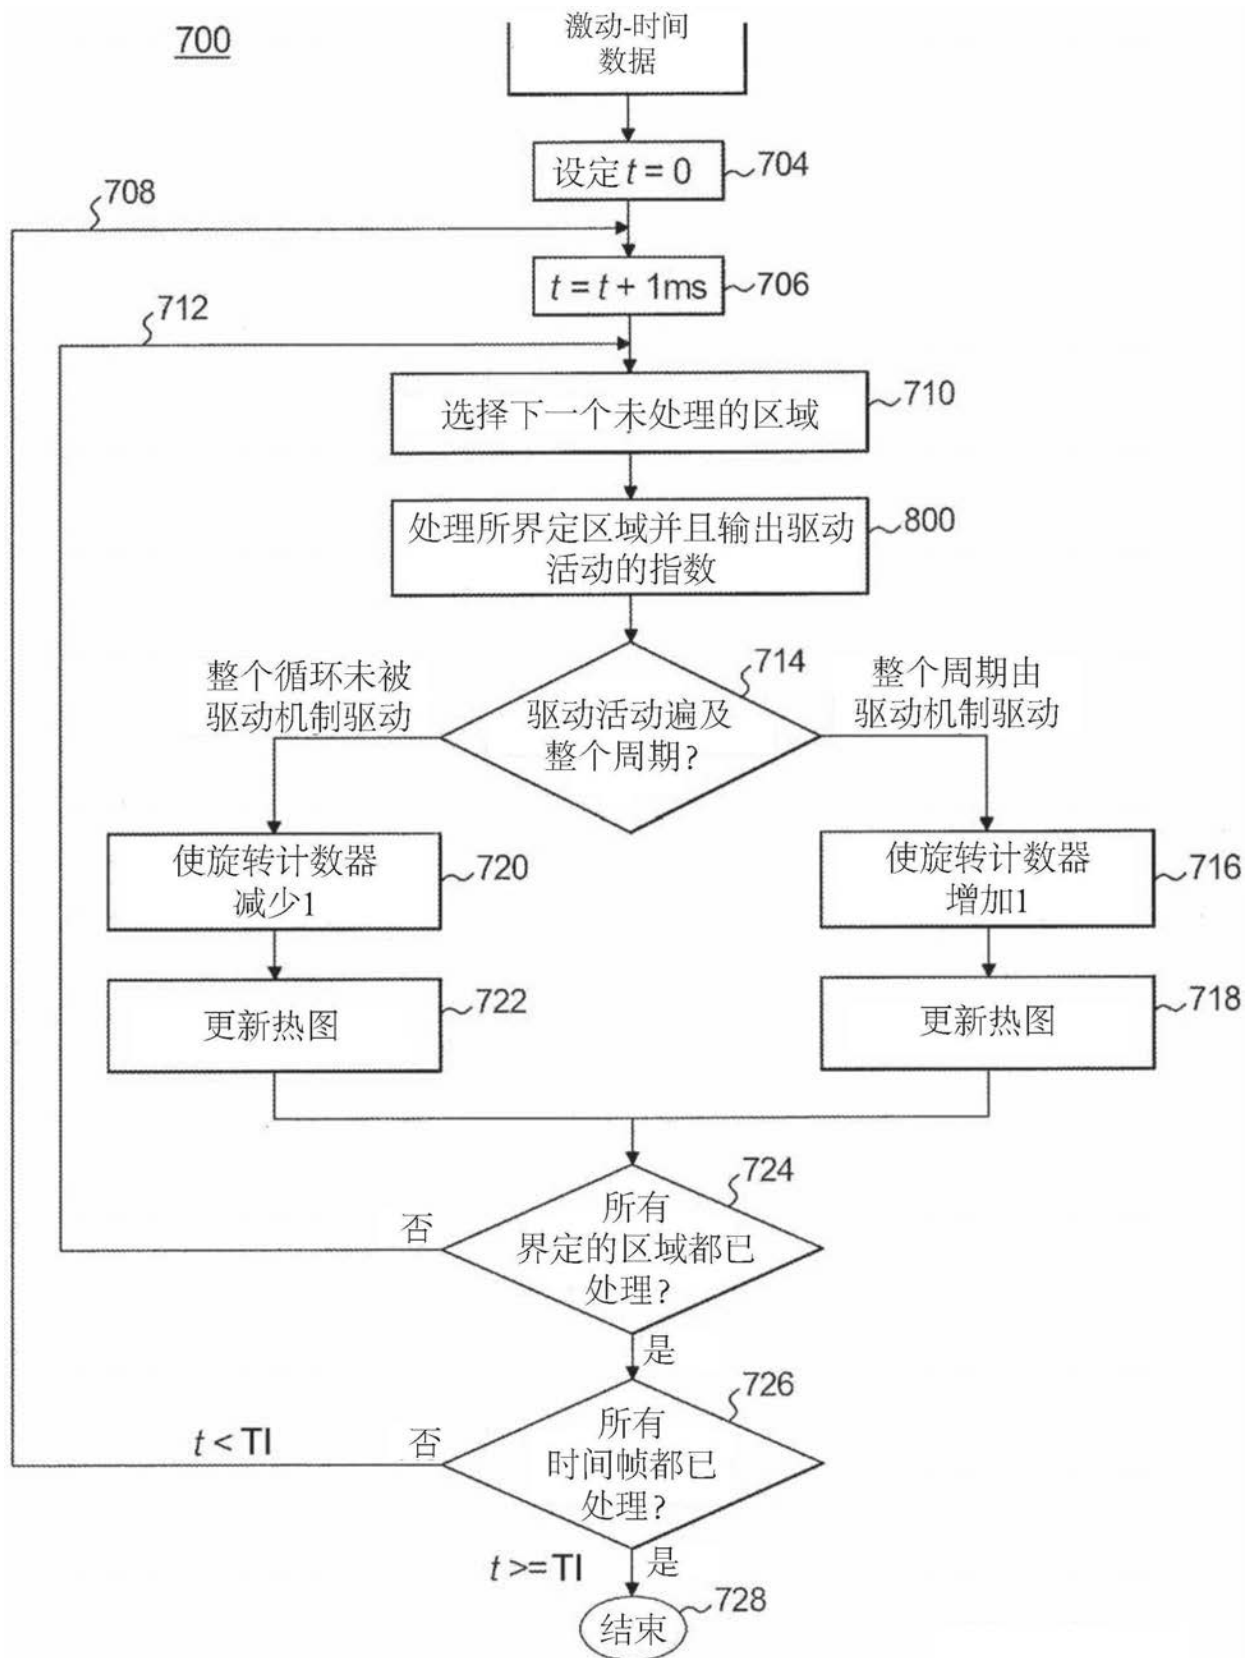 700
激动-时间
数据
设定 t = 0
704
708
t = t + 1ms
706
712
选择下一个未处理的区域
710
处理所界定区域并且输出驱动
活动的指数
800
714
整个循环未被
驱动机制驱动
驱动活动遍及
整个周期?
整个周期由
驱动机制驱动
使旋转计数器
减少1
720
使旋转计数器
增加1
716
更新热图
722
更新热图
718
724
否
所有
界定的区域都已
处理?
是
726
t < TI
否
所有
时间帧都已
处理?
t >= TI
是
728
结束